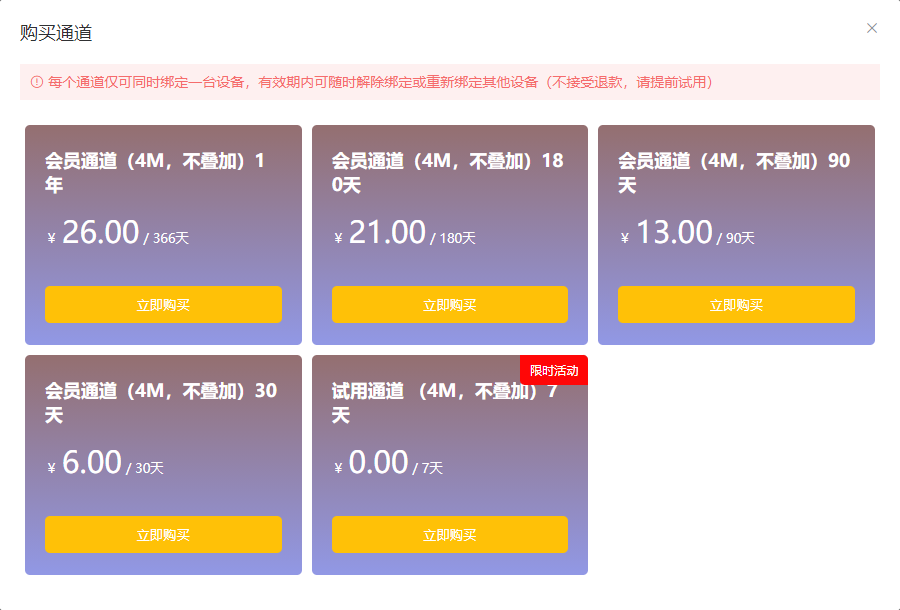 购买通道
每个通道仅可同时绑定一台设备，有效期内可随时解除绑定或重新绑定其他设备（不接受退款，请提前试用）
会员通道（4M，不叠加）1
年
¥ 26.00 / 366天
立即购买
会员通道（4M，不叠加）18
0天
¥ 21.00 / 180天
立即购买
会员通道（4M，不叠加）90
天
¥ 13.00 / 90天
立即购买
会员通道（4M，不叠加）30
天
¥ 6.00 / 30天
立即购买
限时活动
试用通道 （4M，不叠加）7
天
¥ 0.00 / 7天
立即购买